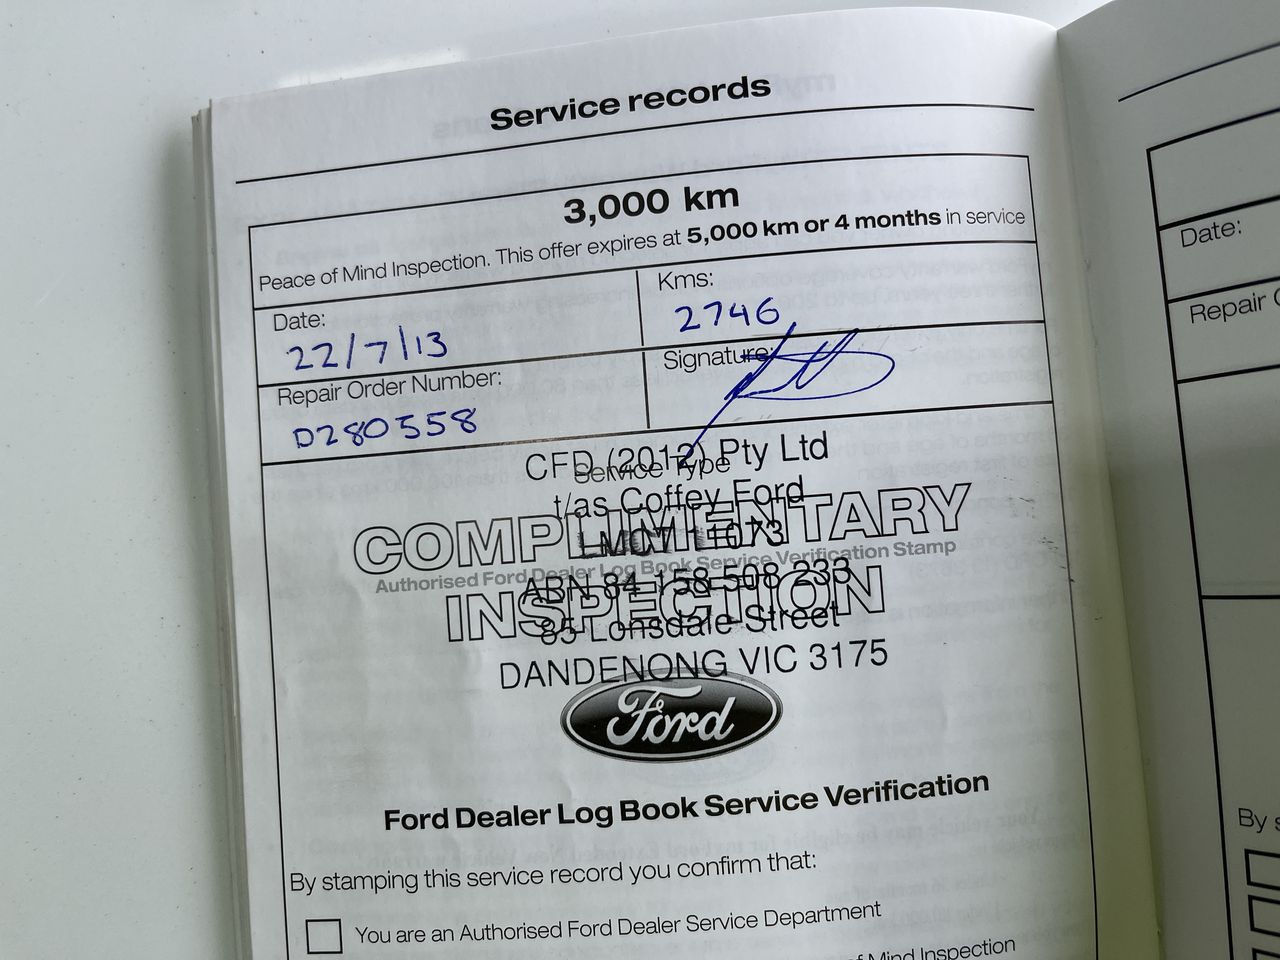 Service records
3,000 km
Peace of Mind Inspection. This offer expires at 5,000 km or 4 months in service
Date:
22/7/13
Kms:
2746
Repair Order Number:
D280558
Signature:
CFD (2012) Pty Ltd
Service Type
t/as Coffey Ford
COMPLIMENTARY
LMCT 11073
Authorised Ford Dealer Log Book Service Verification Stamp
ABN 84 158 508 233
INSPECTION
85 Lonsdale Street
DANDENONG VIC 3175
Ford
Ford Dealer Log Book Service Verification
By stamping this service record you confirm that:
You are an Authorised Ford Dealer Service Department
of Mind Inspection
Date:
Repair
By